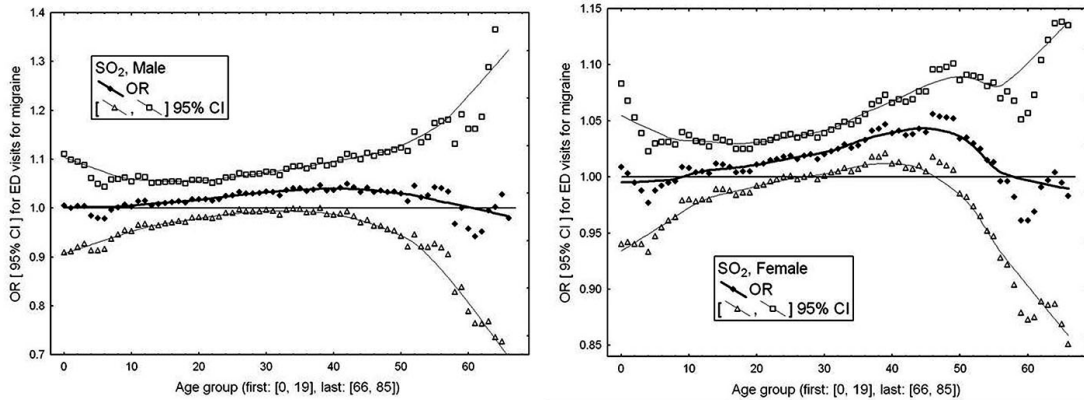 OR [ 95% CI ] for ED visits for migraine
1.4
1.3
1.2
1.1
1.0
0.9
0.8
0.7
SO2, Male
OR
[ , ] 95% CI
0
10
20
30
40
50
60
Age group (first: [0, 19], last: [66, 85])
OR [ 95% CI ] for ED visits for migraine
1.15
1.10
1.05
1.00
0.95
0.90
0.85
SO2, Female
OR
[ , ] 95% CI
0
10
20
30
40
50
60
Age group (first: [0, 19], last: [66, 85])